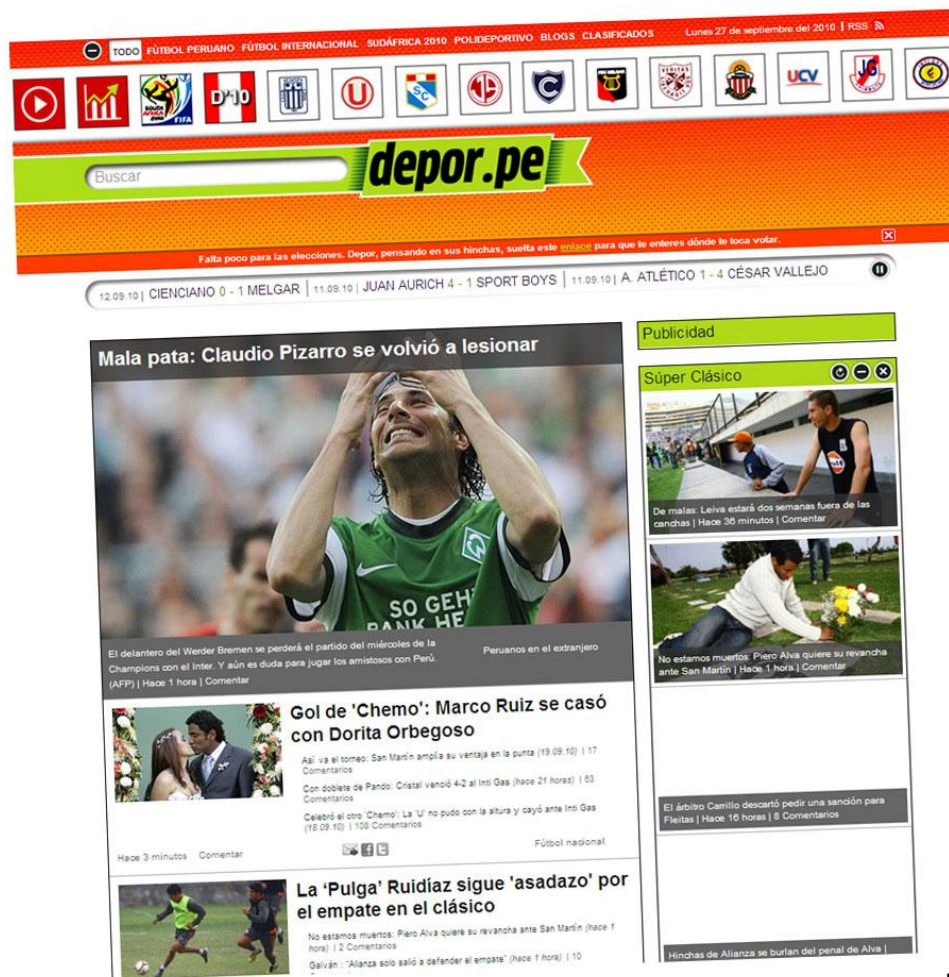 TODO FÚTBOL PERUANO FÚTBOL INTERNACIONAL SUDÁFRICA 2010 POLIDEPORTIVO BLOGS CLASIFICADOS
Lunes 27 de septiembre del 2010 | RSS
SOUTH AFRICA 2010
FIFA
D*10
U
SC
C
FBC MELGAR
VERITAS
UCV
JG
Buscar
depor.pe
Falta poco para las elecciones. Depor, pensando en sus hinchas, suelta este enlace para que te enteres dónde te toca votar.
12.09.10 | CIENCIANO 0 - 1 MELGAR | 11.09.10 | JUAN AURICH 4 - 1 SPORT BOYS | 11.09.10 | A. ATLÉTICO 1 - 4 CÉSAR VALLEJO
Mala pata: Claudio Pizarro se volvió a lesionar
SO GEHT
BANK HE
El delantero del Werder Bremen se perderá el partido del miércoles de la
Champions con el Inter. Y aún es duda para jugar los amistosos con Perú.
(AFP) | Hace 1 hora | Comentar
Peruanos en el extranjero
Gol de 'Chemo': Marco Ruiz se casó
con Dorita Orbegoso
Así va el torneo: San Martín amplía su ventaja en la punta (19.09.10) | 17
Comentarios
Con doblete de Pando: Cristal venció 4-2 al Inti Gas (hace 21 horas) | 63
Comentarios
Celebró el otro 'Chemo': La 'U' no pudo con la altura y cayó ante Inti Gas
(18.09.10) | 108 Comentarios
Hace 3 minutos Comentar
Fútbol nacional
La ‘Pulga’ Ruidíaz sigue 'asadazo' por
el empate en el clásico
No estamos muertos: Piero Alva quiere su revancha ante San Martín (hace 1
hora) | 2 Comentarios
Galván : "Alianza solo salió a defender el empate" (hace 1 hora) | 10
Publicidad
Súper Clásico
De malas: Leiva estará dos semanas fuera de las
canchas | Hace 36 minutos | Comentar
No estamos muertos: Piero Alva quiere su revancha
ante San Martín | Hace 1 hora | Comentar
El árbitro Carrillo descartó pedir una sanción para
Fleitas | Hace 16 horas | 8 Comentarios
Hinchas de Alianza se burlan del penal de Alva |